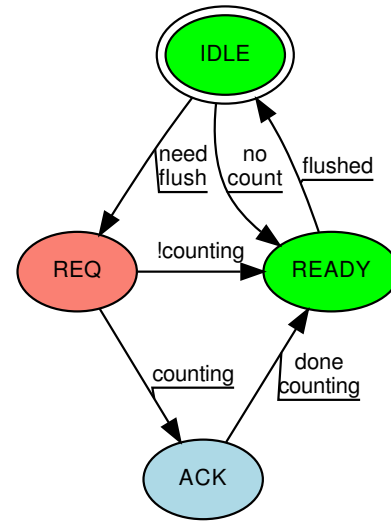 IDLE
need
flush
no
count
flushed
REQ
!counting
READY
counting
done
counting
ACK